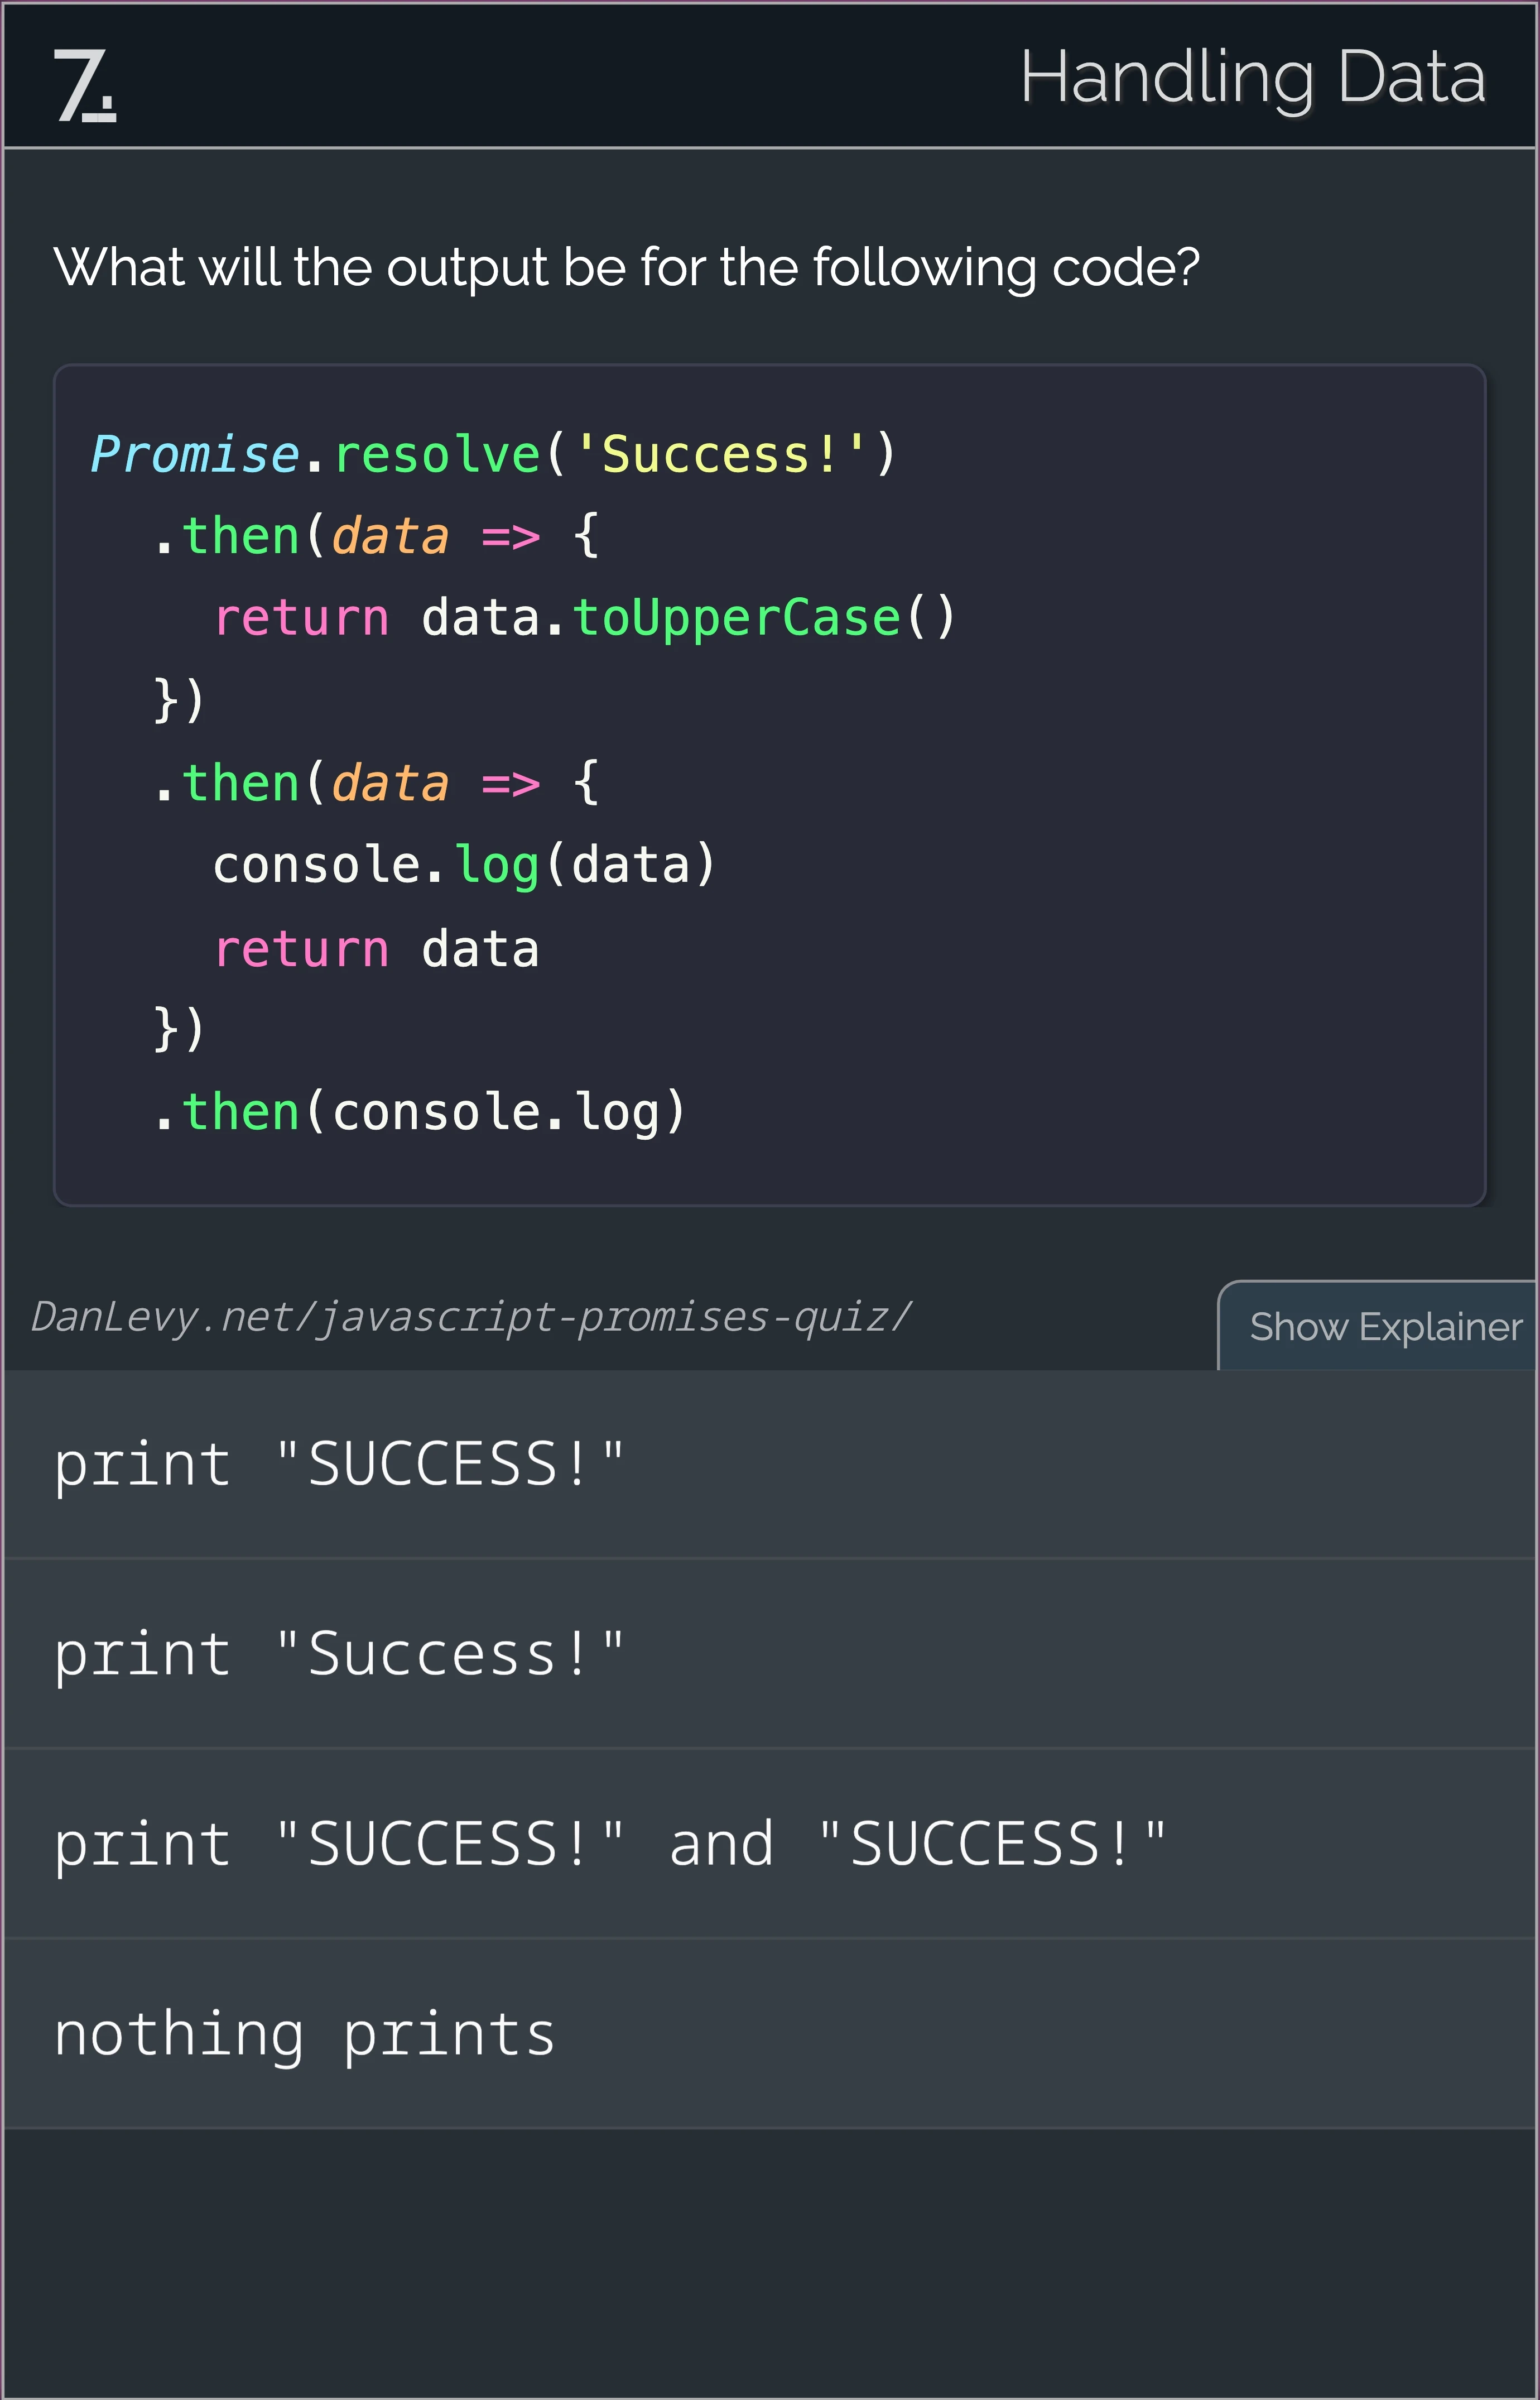 7.
Handling Data
What will the output be for the following code?
Promise.resolve('Success!')
  .then(data => {
    return data.toUpperCase()
  })
  .then(data => {
    console.log(data)
    return data
  })
  .then(console.log)
DanLevy.net/javascript-promises-quiz/
Show Explainer
print "SUCCESS!"
print "Success!"
print "SUCCESS!" and "SUCCESS!"
nothing prints